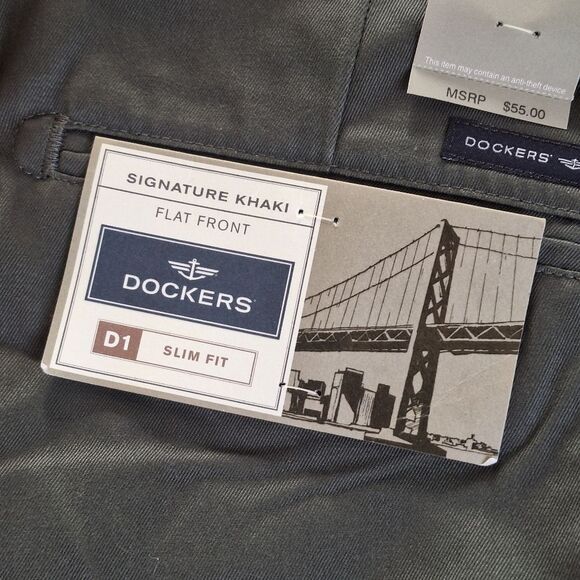 This item may contain an anti-theft device
MSRP $55.00
DOCKERS
SIGNATURE KHAKI
FLAT FRONT
DOCKERS
D1 SLIM FIT